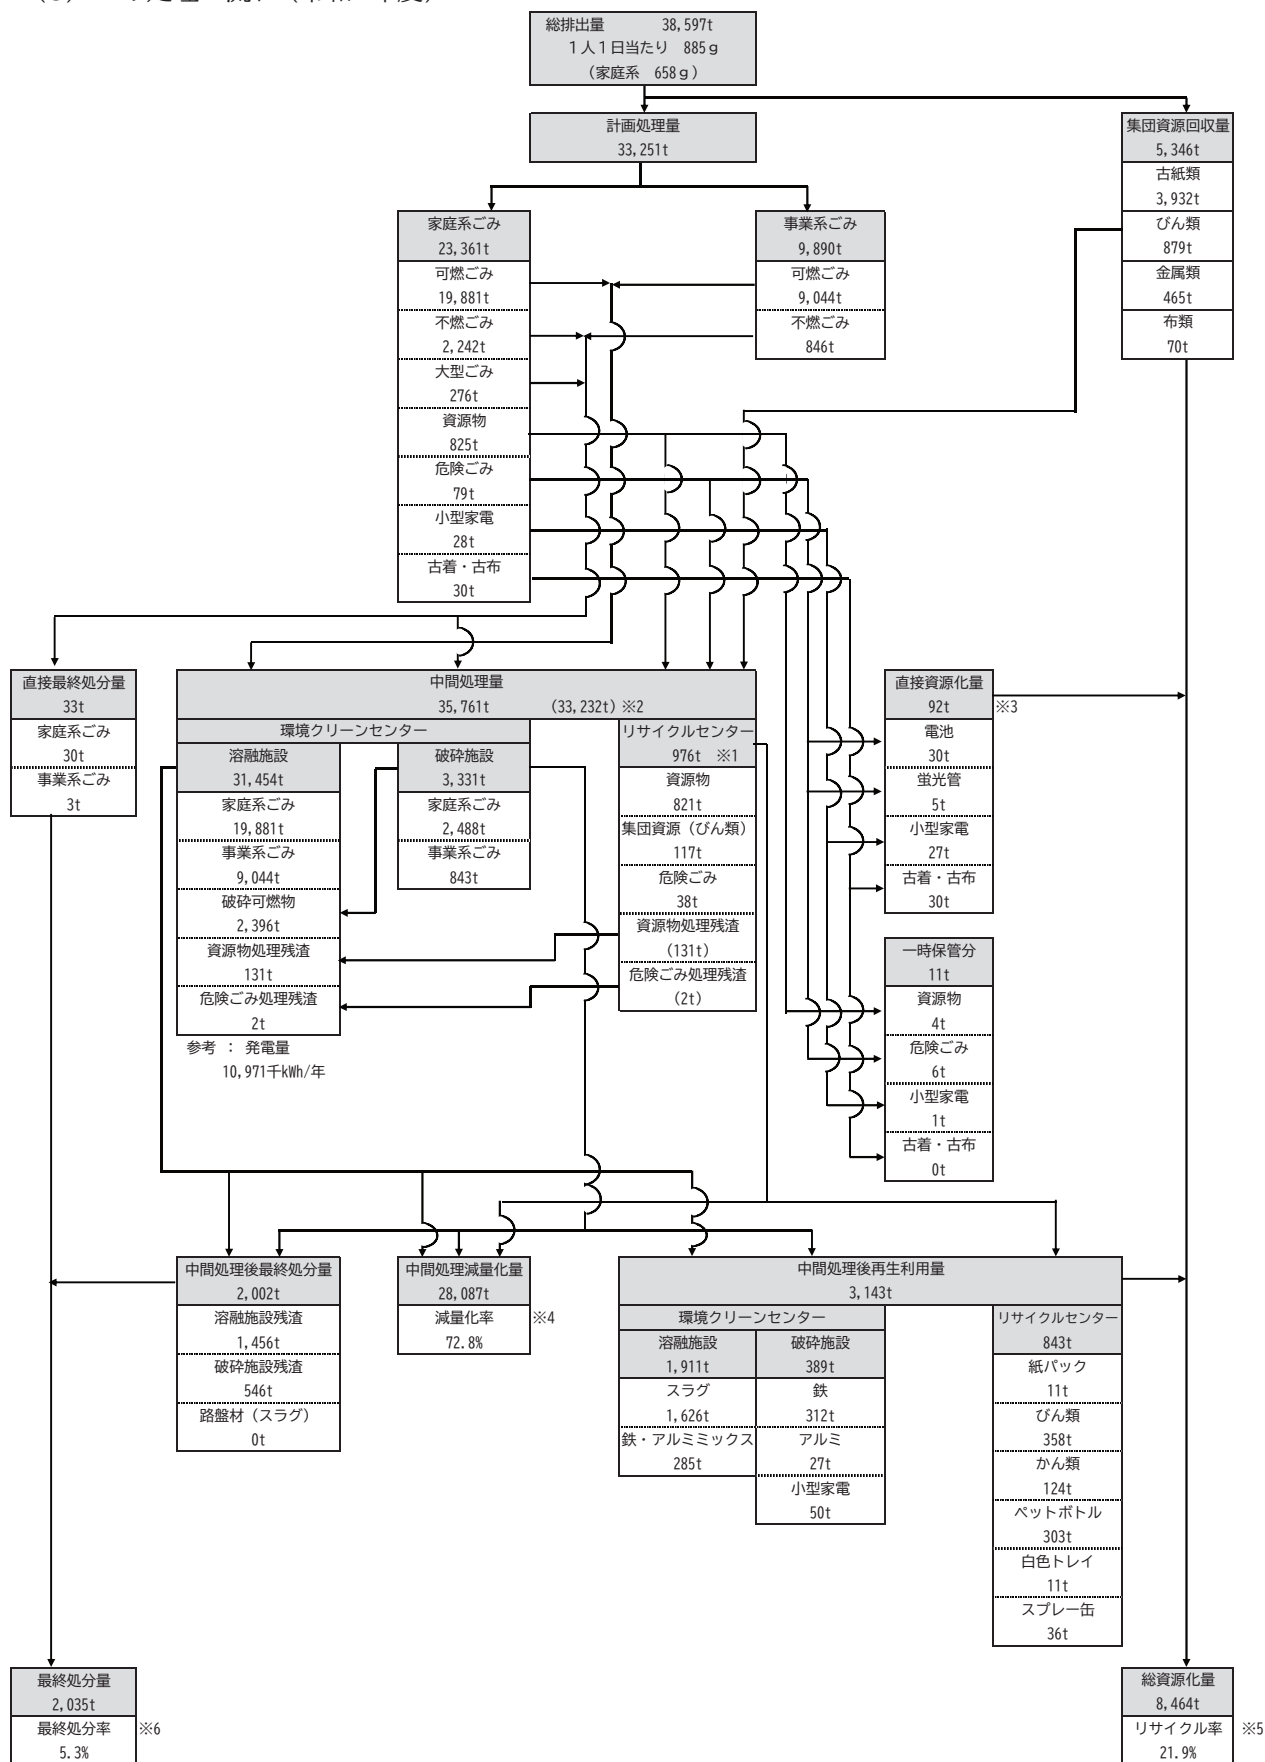 総排出量 38,597t
1人1日当たり 885g
(家庭系 658g)
計画処理量
33,251t
集団資源回収量
5,346t
古紙類
3,932t
びん類
879t
金属類
465t
布類
70t
家庭系ごみ
23,361t
可燃ごみ
19,881t
不燃ごみ
2,242t
大型ごみ
276t
資源物
825t
危険ごみ
79t
小型家電
28t
古着・古布
30t
事業系ごみ
9,890t
可燃ごみ
9,044t
不燃ごみ
846t
直接最終処分量
33t
家庭系ごみ
30t
事業系ごみ
3t
中間処理量
35,761t (33,232t) ※2
環境クリーンセンター
溶融施設
31,454t
家庭系ごみ
19,881t
事業系ごみ
9,044t
破砕可燃物
2,396t
資源物処理残渣
131t
危険ごみ処理残渣
2t
参考 : 発電量
10,971千kWh/年
破砕施設
3,331t
家庭系ごみ
2,488t
事業系ごみ
843t
リサイクルセンター
976t ※1
資源物
821t
集団資源(びん類)
117t
危険ごみ
38t
資源物処理残渣
(131t)
危険ごみ処理残渣
(2t)
直接資源化量
92t ※3
電池
30t
蛍光管
5t
小型家電
27t
古着・古布
30t
一時保管分
11t
資源物
4t
危険ごみ
6t
小型家電
1t
古着・古布
0t
中間処理後最終処分量
2,002t
溶融施設残渣
1,456t
破砕施設残渣
546t
路盤材(スラグ)
0t
中間処理減量化量
28,087t
減量化率 ※4
72.8%
中間処理後再生利用量
3,143t
環境クリーンセンター
溶融施設
1,911t
スラグ
1,626t
鉄・アルミミックス
285t
破砕施設
389t
鉄
312t
アルミ
27t
小型家電
50t
リサイクルセンター
843t
紙パック
11t
びん類
358t
かん類
124t
ペットボトル
303t
白色トレイ
11t
スプレー缶
36t
最終処分量
2,035t
最終処分率 ※6
5.3%
総資源化量
8,464t
リサイクル率 ※5
21.9%